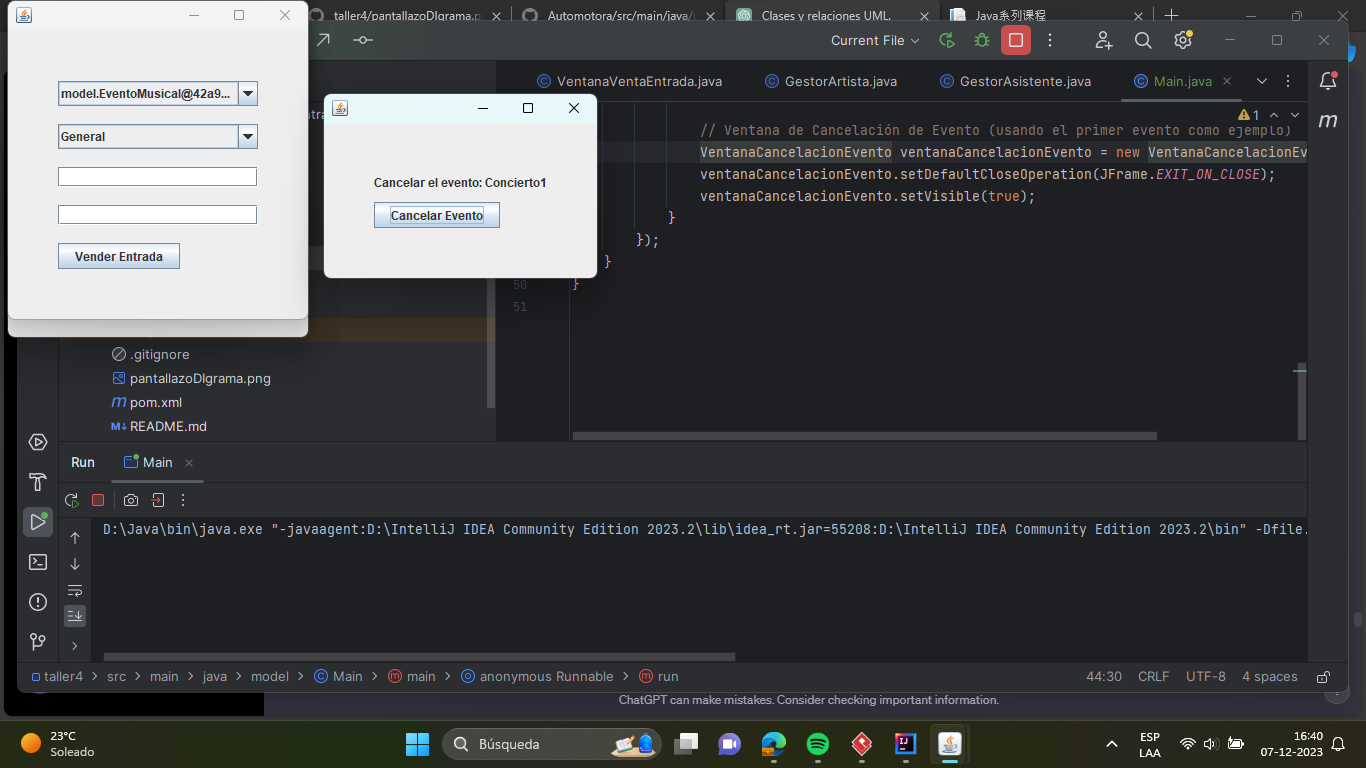 taller4/pantallazoDIgrama.p
Automotora/src/main/java/
Clases y relaciones UML.
Java系列课程
Current File
VentanaVentaEntrada.java
GestorArtista.java
GestorAsistente.java
Main.java
model.EventoMusical@42a9...
General
Vender Entrada
Cancelar el evento: Concierto1
Cancelar Evento
1
// Ventana de Cancelación de Evento (usando el primer evento como ejemplo)
VentanaCancelacionEvento ventanaCancelacionEvento = new VentanaCancelacionEv
ventanaCancelacionEvento.setDefaultCloseOperation(JFrame.EXIT_ON_CLOSE);
ventanaCancelacionEvento.setVisible(true);
}
});
}
50 }
51
.gitignore
pantallazoDIgrama.png
pom.xml
README.md
Run
Main
D:\Java\bin\java.exe "-javaagent:D:\IntelliJ IDEA Community Edition 2023.2\lib\idea_rt.jar=55208:D:\IntelliJ IDEA Community Edition 2023.2\bin" -Dfile.
taller4 > src > main > java > model > Main > main > anonymous Runnable > run
44:30 CRLF UTF-8 4 spaces
ChatGPT can make mistakes. Consider checking important information.
23°C
Soleado
Búsqueda
ESP
LAA
16:40
07-12-2023